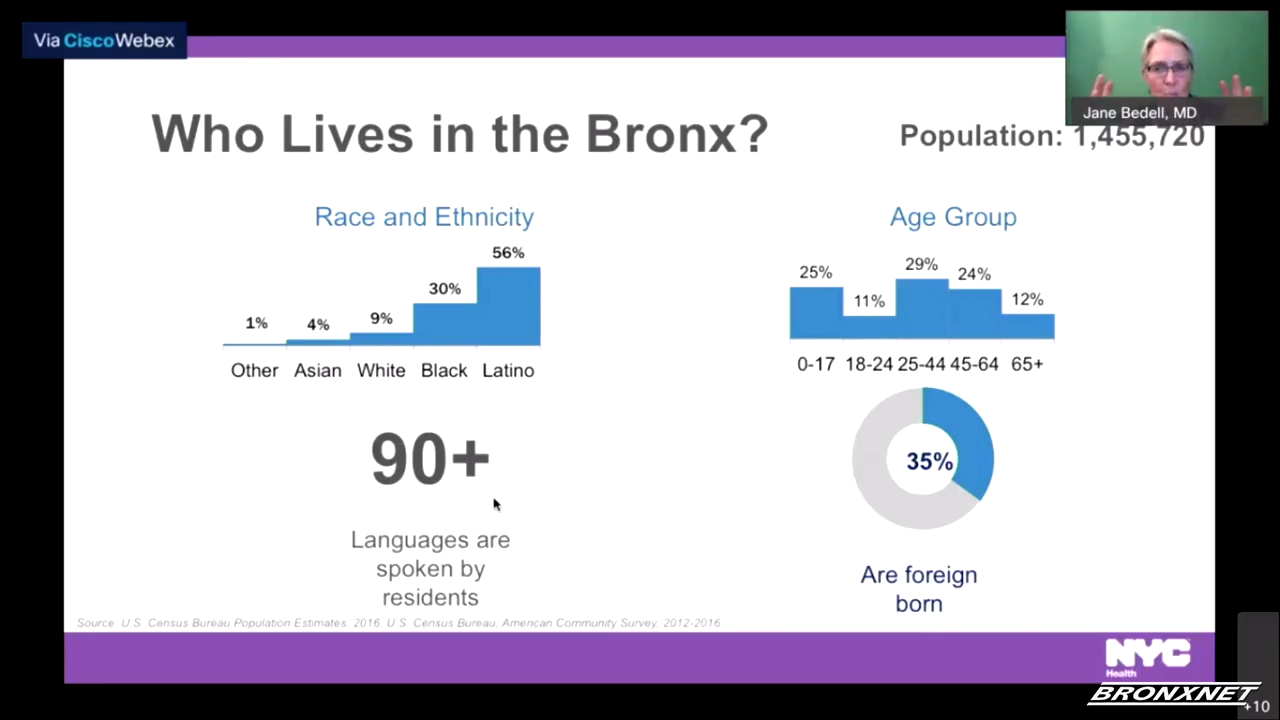 Via Cisco Webex
Jane Bedell, MD
Who Lives in the Bronx?
Population: 1,455,720
Race and Ethnicity
56%
30%
9%
4%
1%
Other Asian White Black Latino
Age Group
25% 11% 29% 24% 12%
0-17 18-24 25-44 45-64 65+
90+
Languages are
spoken by
residents
35%
Are foreign
born
Source: U.S. Census Bureau Population Estimates, 2016, U.S. Census Bureau, American Community Survey, 2012-2016
NYC
Health
BRONXNET
+10